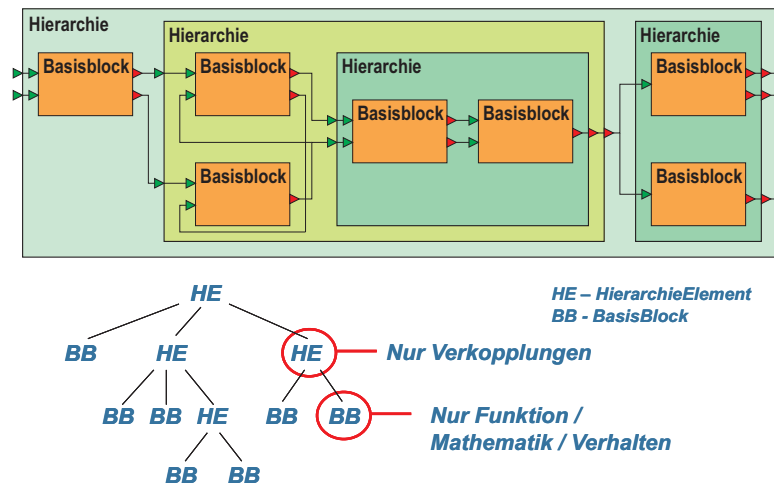 Hierarchie
Hierarchie
Hierarchie
Hierarchie
Basisblock
Basisblock
Basisblock
Basisblock
Basisblock
Basisblock
Basisblock
HE
HE – HierarchieElement
BB - BasisBlock
BB HE HE Nur Verkopplungen
BB BB HE BB BB Nur Funktion /
Mathematik / Verhalten
BB BB